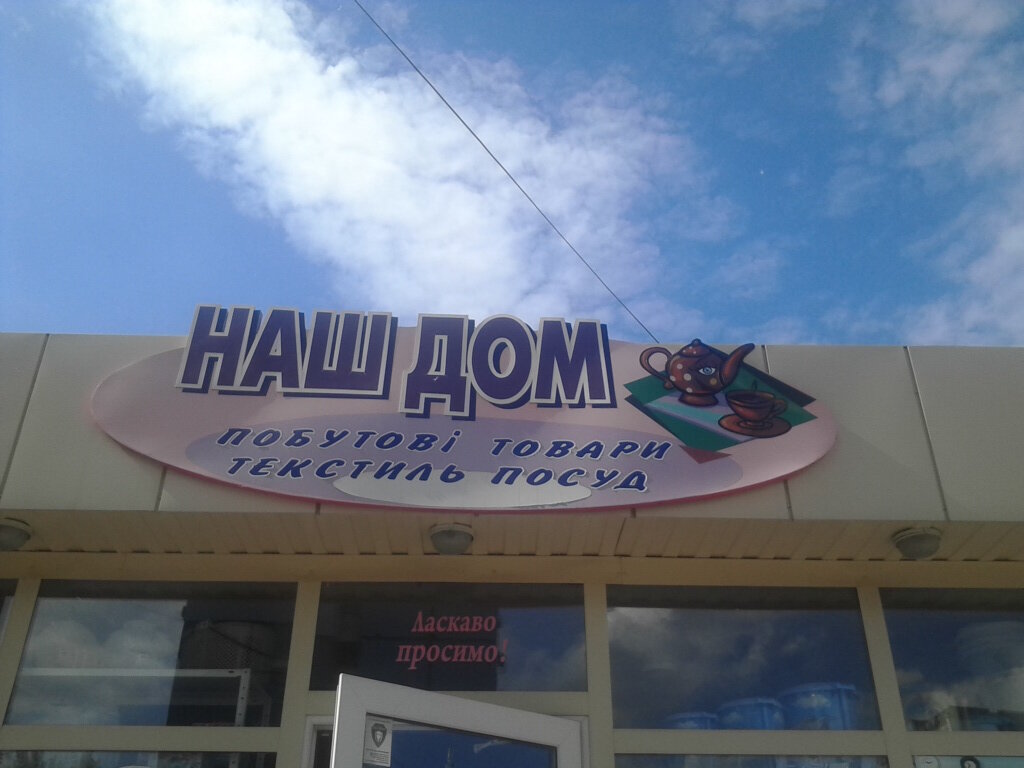 НАШ ДОМ
ПОБУТОВІ ТОВАРИ
ТЕКСТИЛЬ ПОСУД
Ласкаво
просимо!